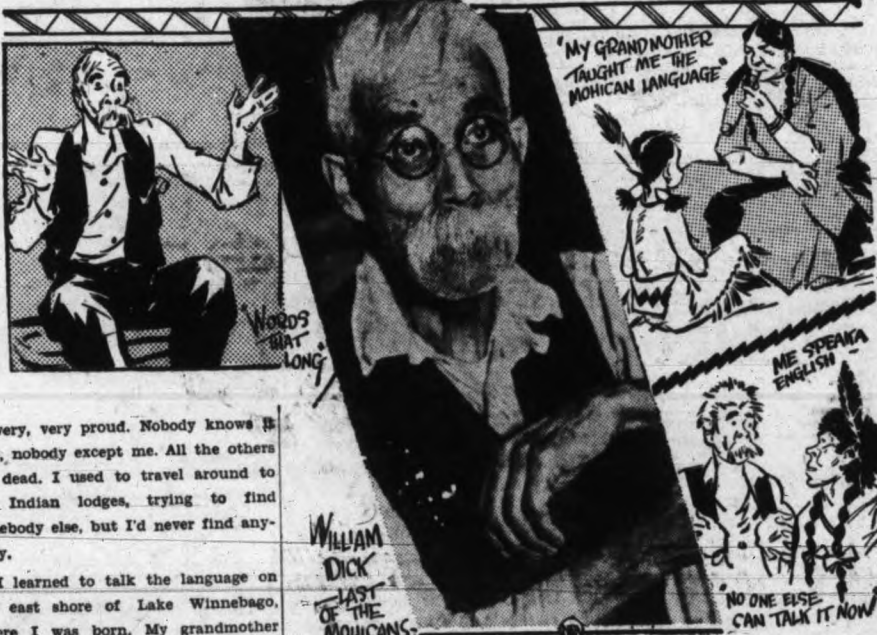 "MY GRANDMOTHER
TAUGHT ME THE
MOHICAN LANGUAGE"
"WORDS
THAT
LONG"
ME SPEAKA
ENGLISH
WILLIAM
DICK
—LAST
OF THE
MOHICANS—
"NO ONE ELSE
CAN TALK IT NOW"
very, very proud. Nobody knows it
, nobody except me. All the others
dead. I used to travel around to
Indian lodges, trying to find
ebody else, but I'd never find any-
y.
I learned to talk the language on
east shore of Lake Winnebago,
ere I was born. My grandmother